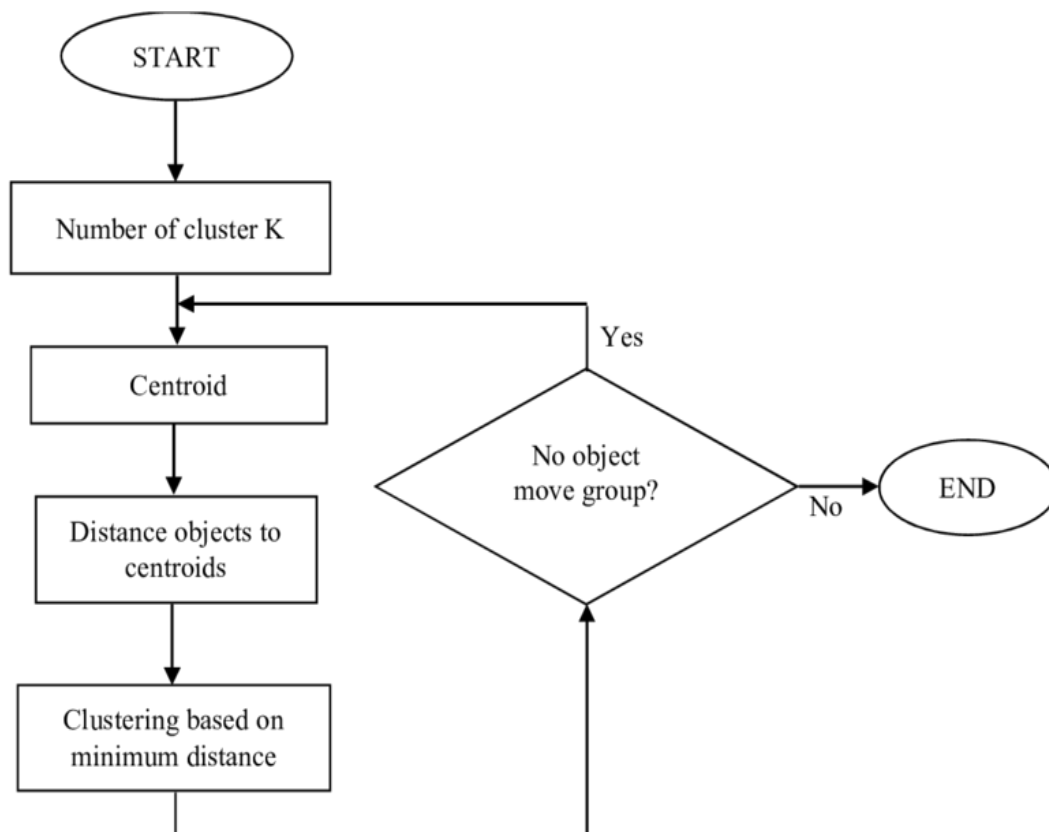 START
Number of cluster K
Centroid
Distance objects to
centroids
Clustering based on
minimum distance
Yes
No object
move group?
No
END